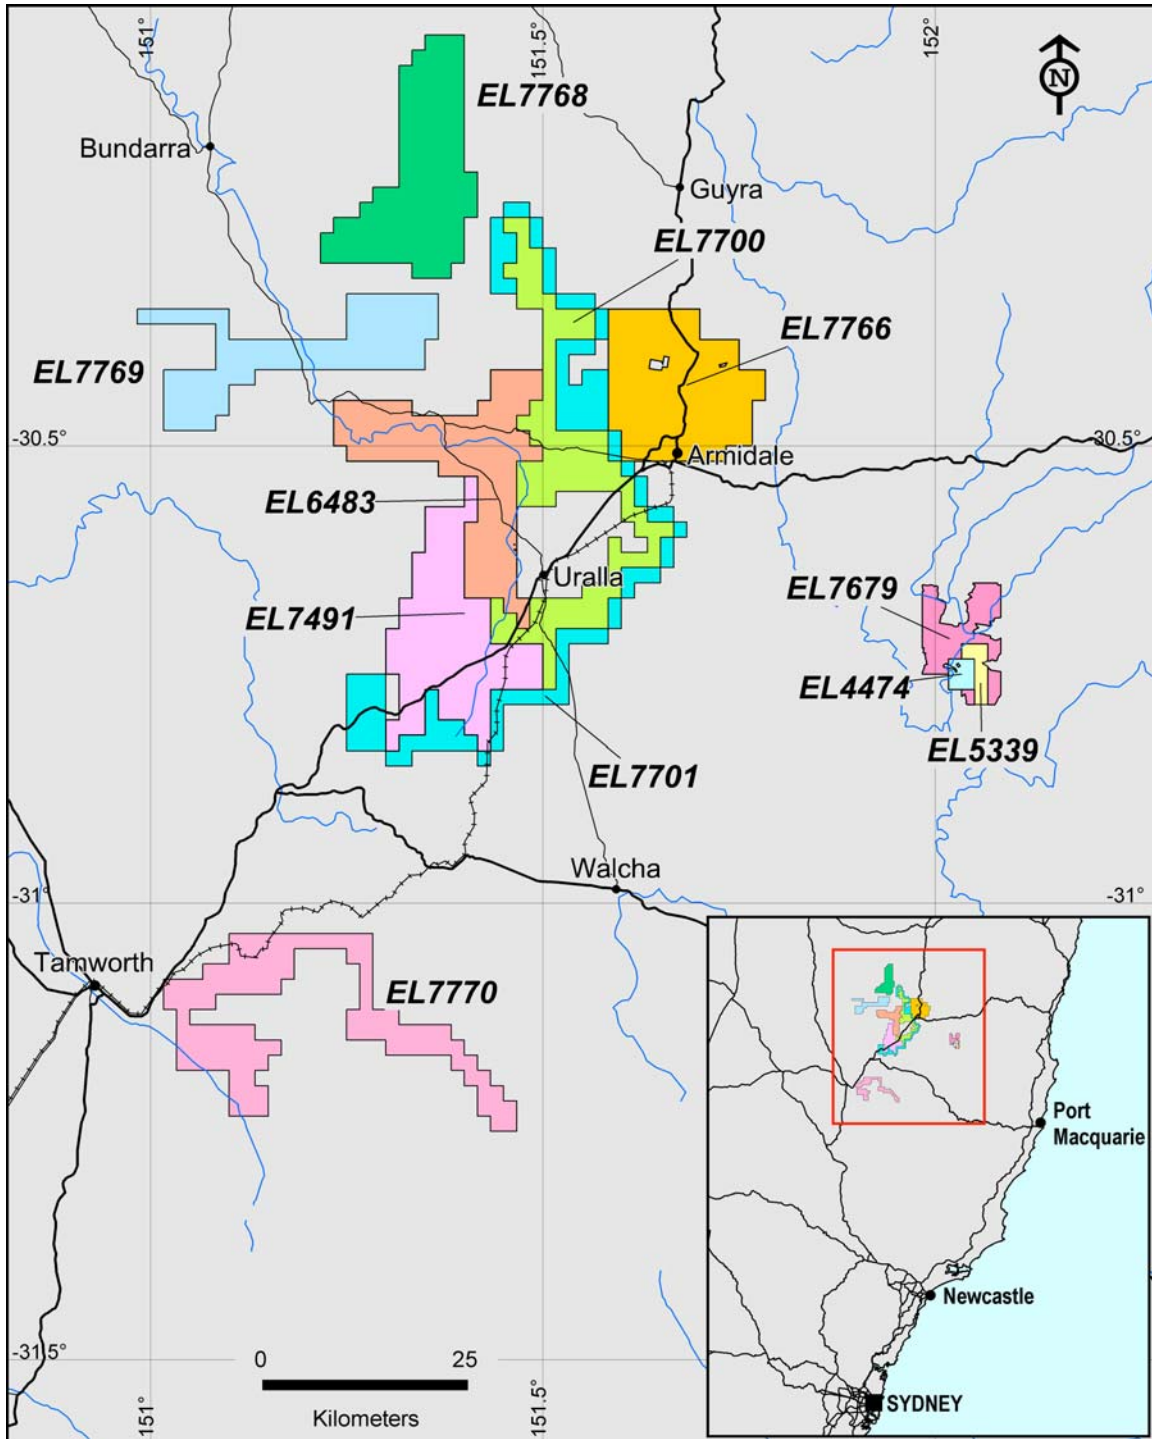 151°
151.5°
152°
N
EL7768
Bundarra
Guyra
EL7700
EL7766
EL7769
-30.5°
-30.5°
Armidale
EL6483
Uralla
EL7679
EL7491
EL4474
EL5339
EL7701
Walcha
-31°
-31°
Tamworth
EL7770
Port
Macquarie
Newcastle
SYDNEY
-31.5°
0 25
Kilometers
151°
151.5°